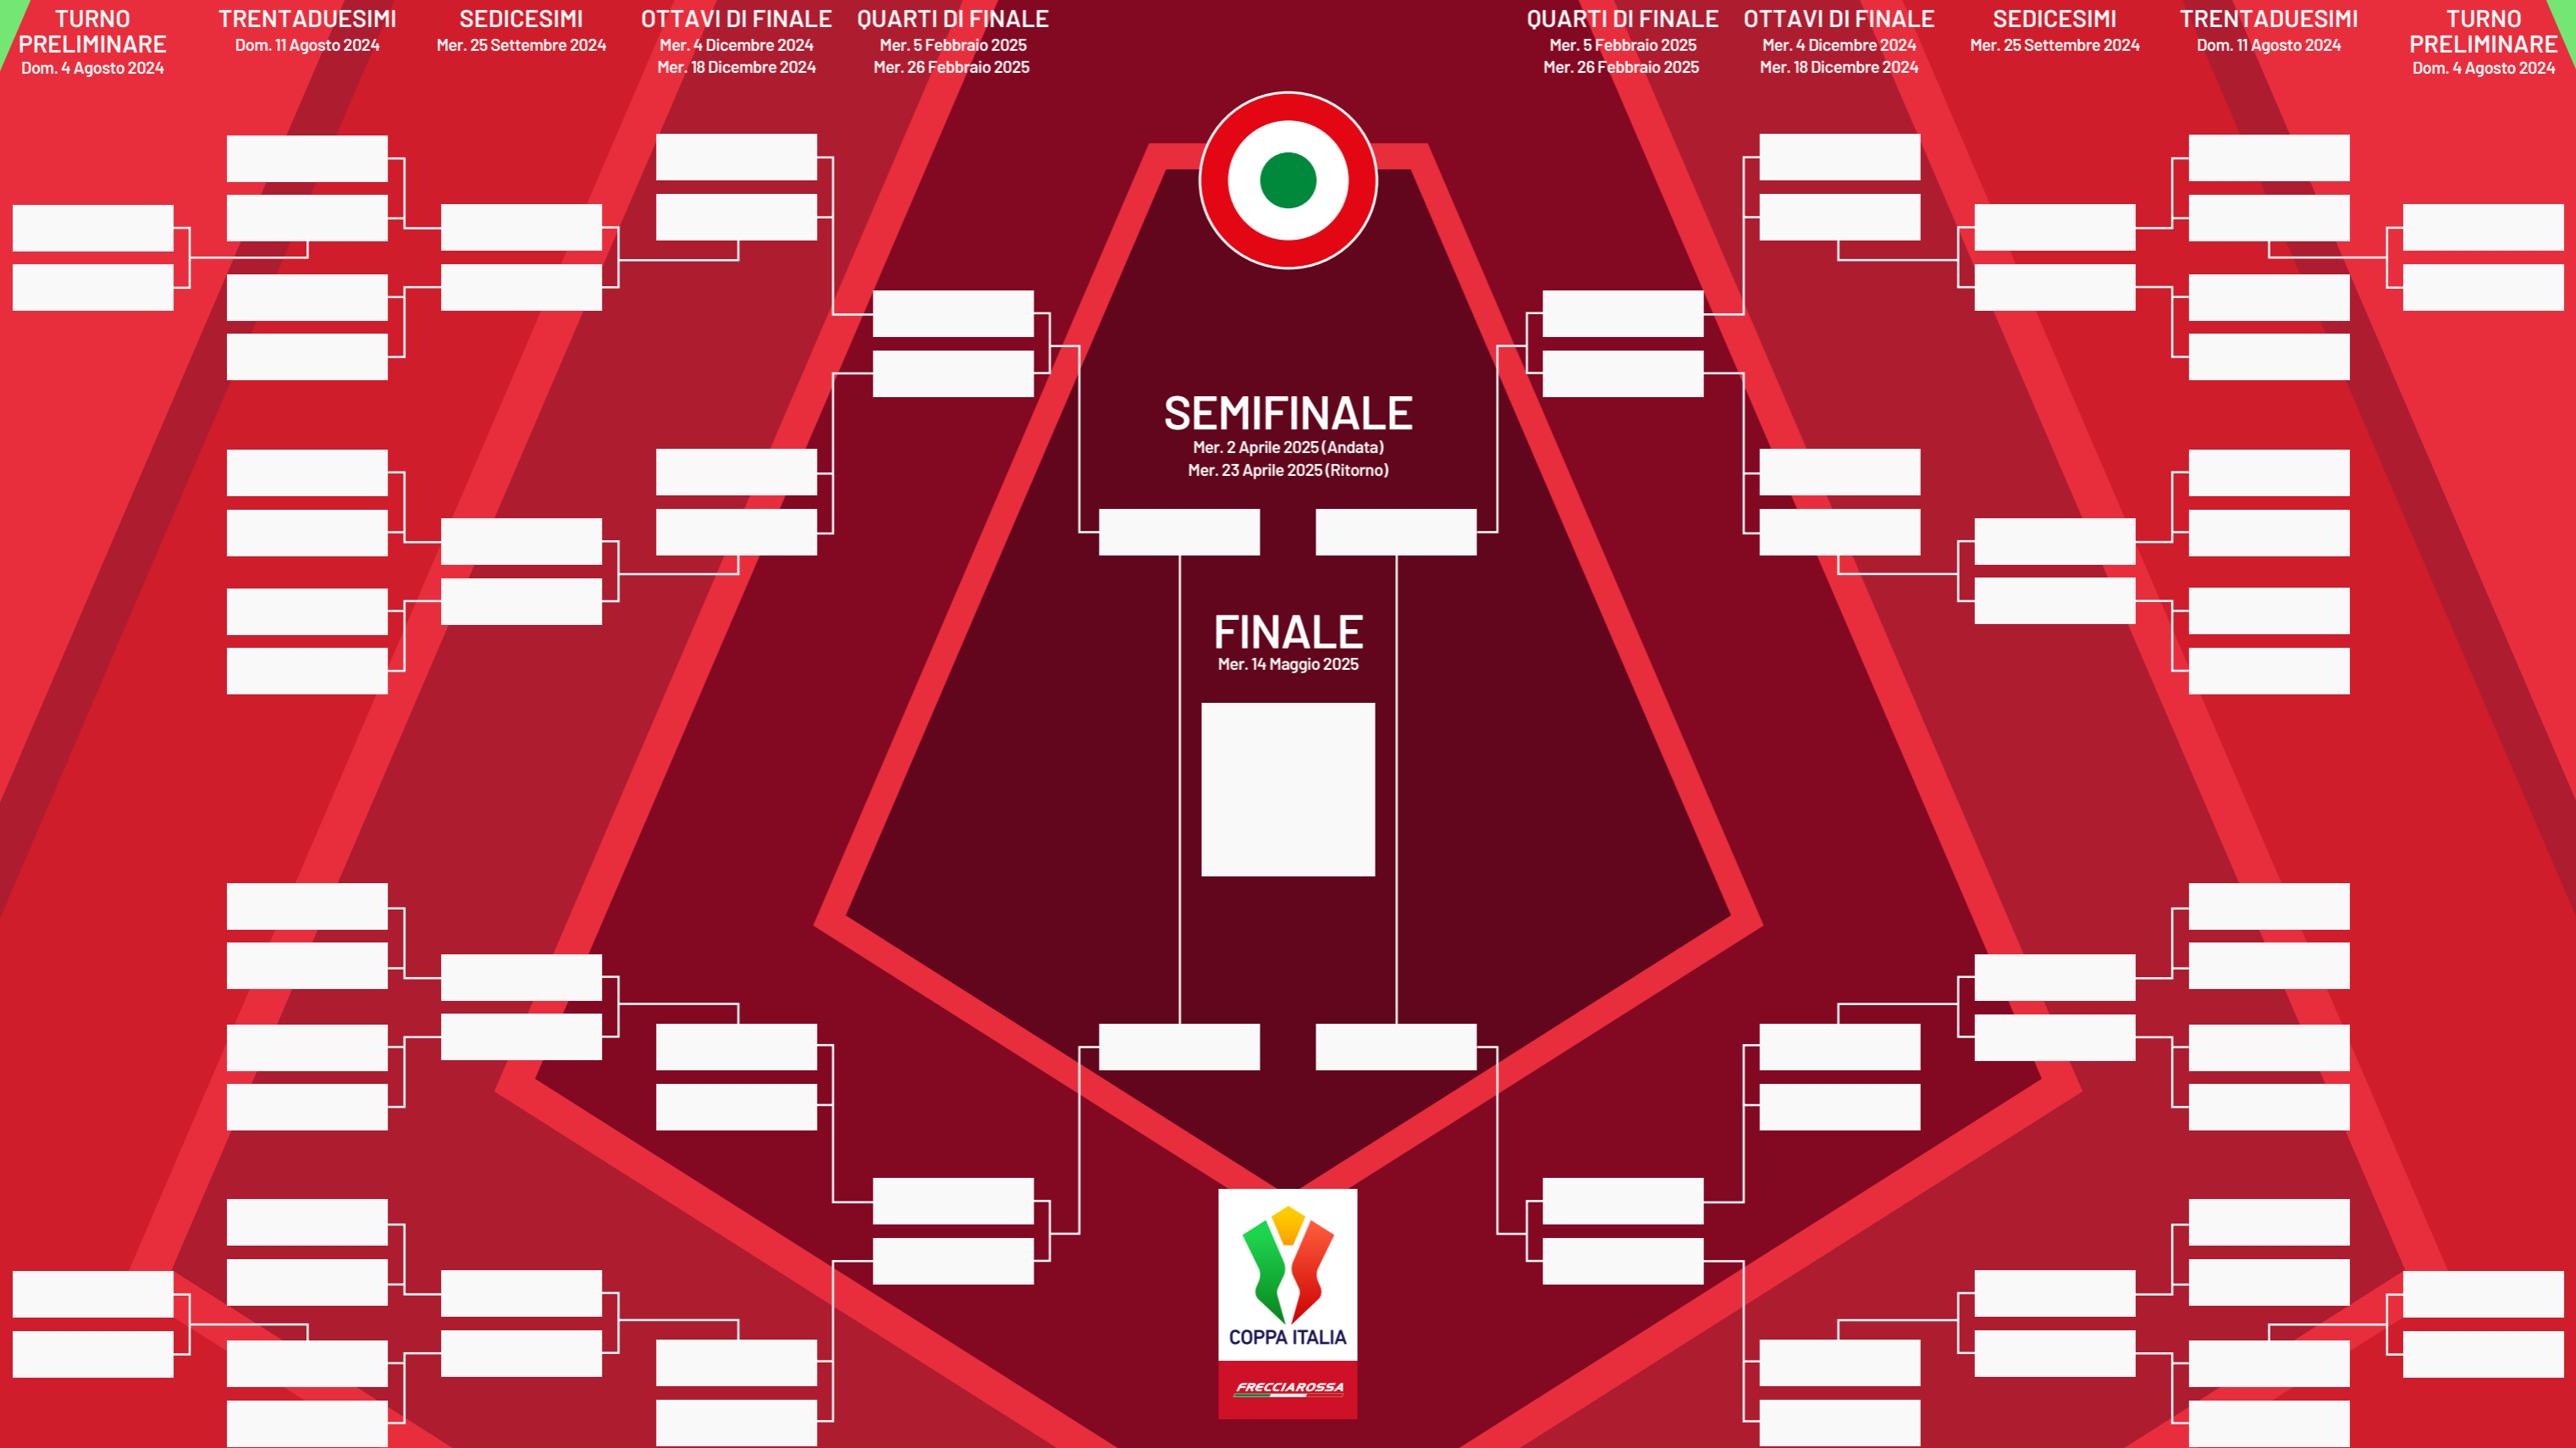 TURNO
PRELIMINARE
Dom. 4 Agosto 2024
TRENTADUESIMI
Dom. 11 Agosto 2024
SEDICESIMI
Mer. 25 Settembre 2024
OTTAVI DI FINALE
Mer. 4 Dicembre 2024
Mer. 18 Dicembre 2024
QUARTI DI FINALE
Mer. 5 Febbraio 2025
Mer. 26 Febbraio 2025
QUARTI DI FINALE
Mer. 5 Febbraio 2025
Mer. 26 Febbraio 2025
OTTAVI DI FINALE
Mer. 4 Dicembre 2024
Mer. 18 Dicembre 2024
SEDICESIMI
Mer. 25 Settembre 2024
TRENTADUESIMI
Dom. 11 Agosto 2024
TURNO
PRELIMINARE
Dom. 4 Agosto 2024
SEMIFINALE
Mer. 2 Aprile 2025 (Andata)
Mer. 23 Aprile 2025 (Ritorno)
FINALE
Mer. 14 Maggio 2025
COPPA ITALIA
FRECCIAROSSA